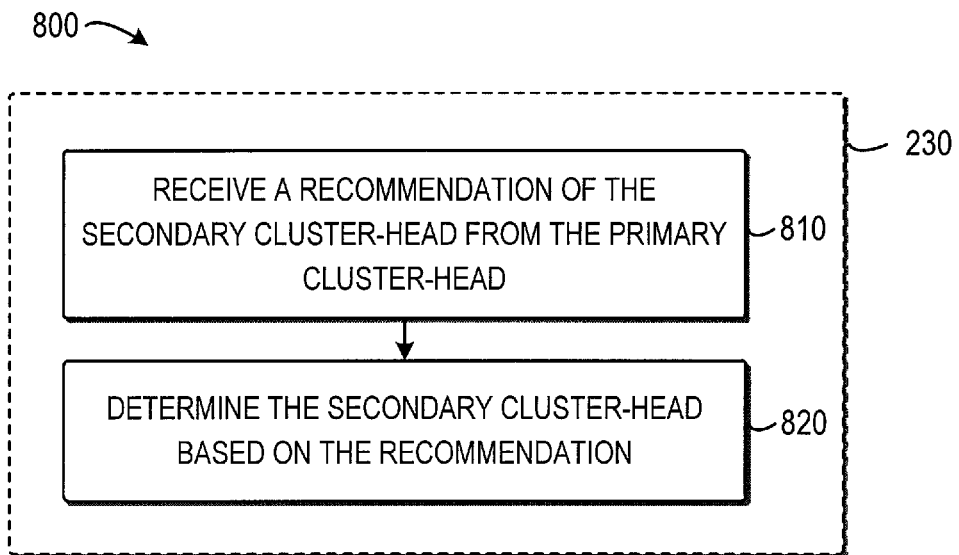 800
230
RECEIVE A RECOMMENDATION OF THE
SECONDARY CLUSTER-HEAD FROM THE PRIMARY
CLUSTER-HEAD
810
DETERMINE THE SECONDARY CLUSTER-HEAD
BASED ON THE RECOMMENDATION
820